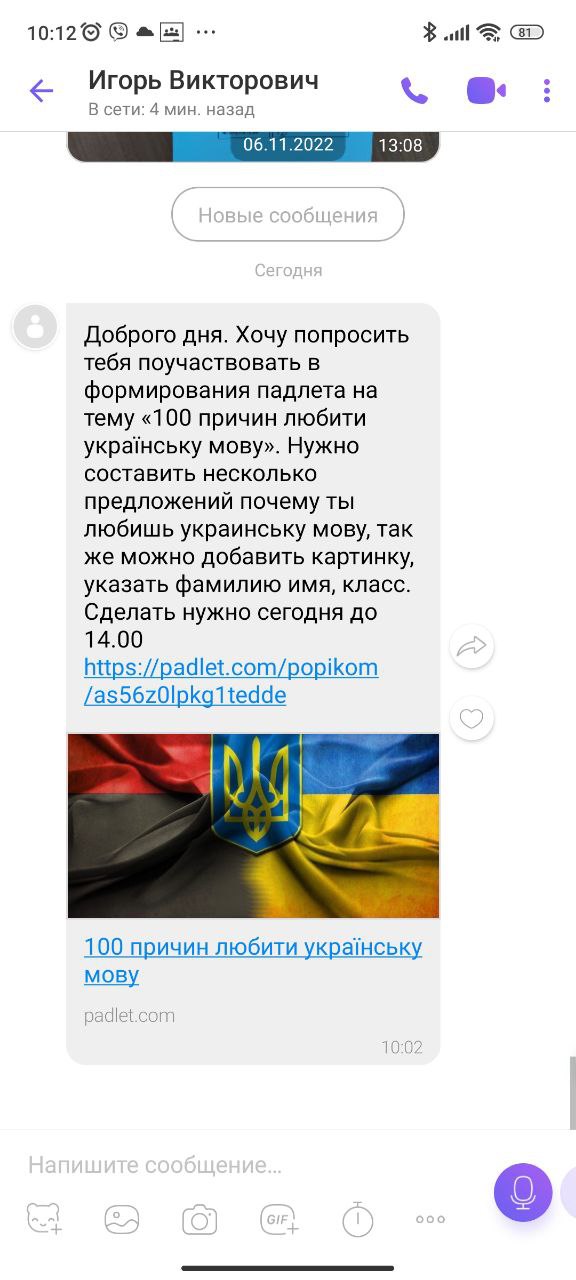 10:12
81
Игорь Викторович
В сети: 4 мин. назад
06.11.2022
13:08
Новые сообщения
Сегодня
Доброго дня. Хочу попросить
тебя поучаствовать в
формирования падлета на
тему «100 причин любити
українську мову». Нужно
составить несколько
предложений почему ты
любишь украинську мову, так
же можно добавить картинку,
указать фамилию имя, класс.
Сделать нужно сегодня до
14.00
https://padlet.com/popikom
/as56z0lpkg1tedde
100 причин любити українську
мову
padlet.com
10:02
Напишите сообщение...
GIF